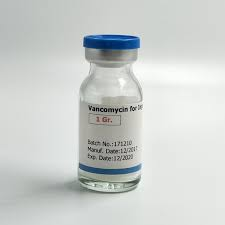 Vancomycin for
1 Gr.
Batch No.:171210
Manuf. Date:12/2017
Exp. Date:12/2020